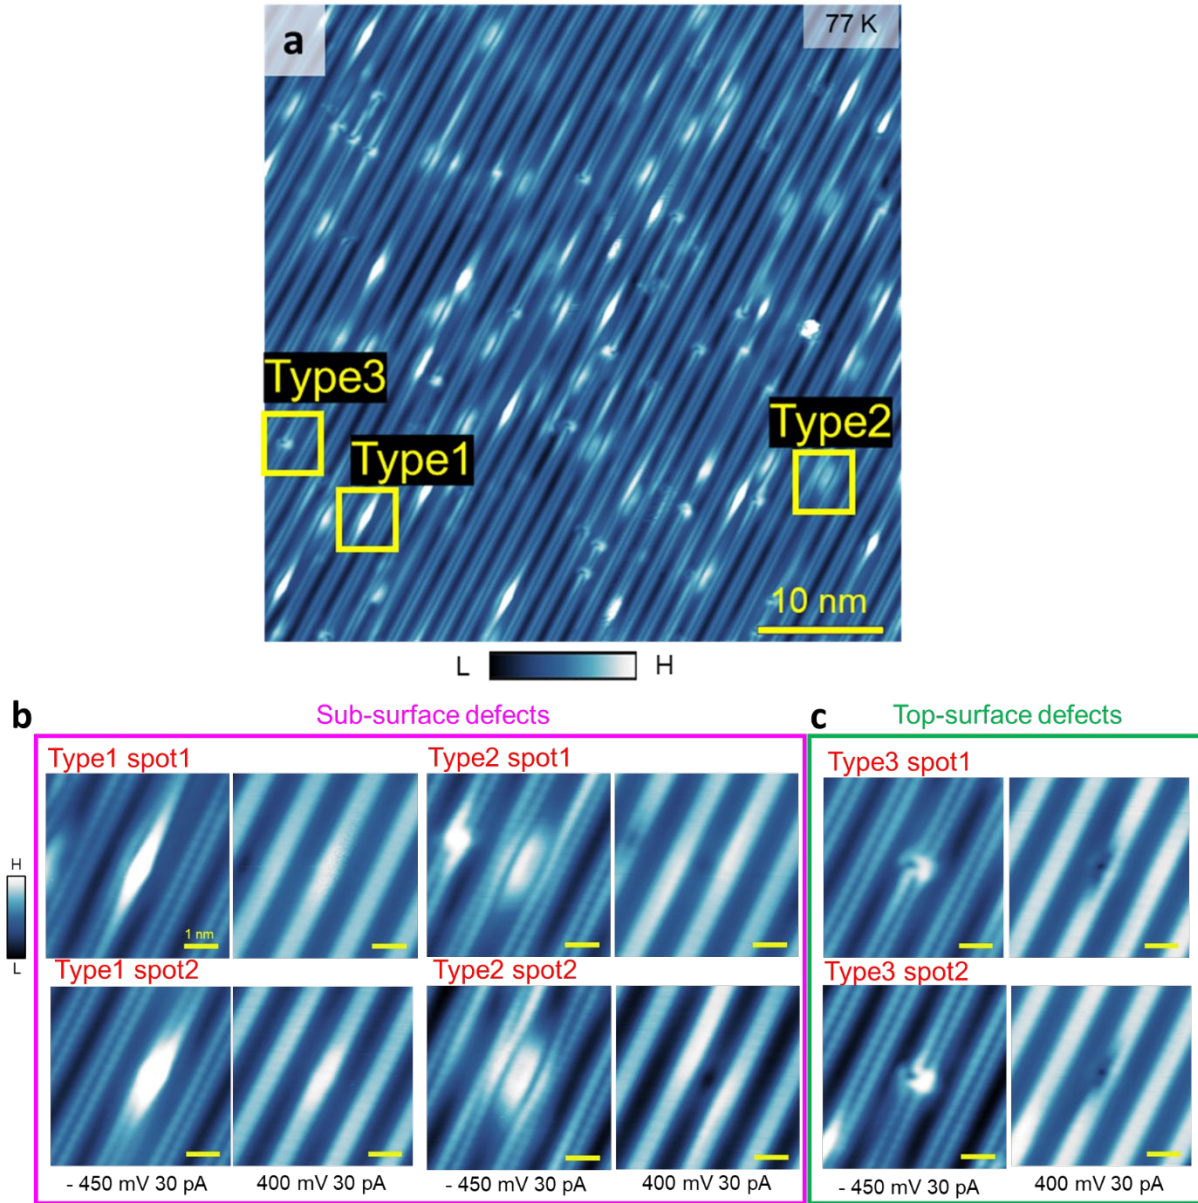 a
77 K
Type3
Type1
Type2
10 nm
L H
b
Sub-surface defects
c
Top-surface defects
Type1 spot1
Type2 spot1
Type3 spot1
H
L
1 nm
Type1 spot2
Type2 spot2
Type3 spot2
- 450 mV 30 pA
400 mV 30 pA
- 450 mV 30 pA
400 mV 30 pA
- 450 mV 30 pA
400 mV 30 pA